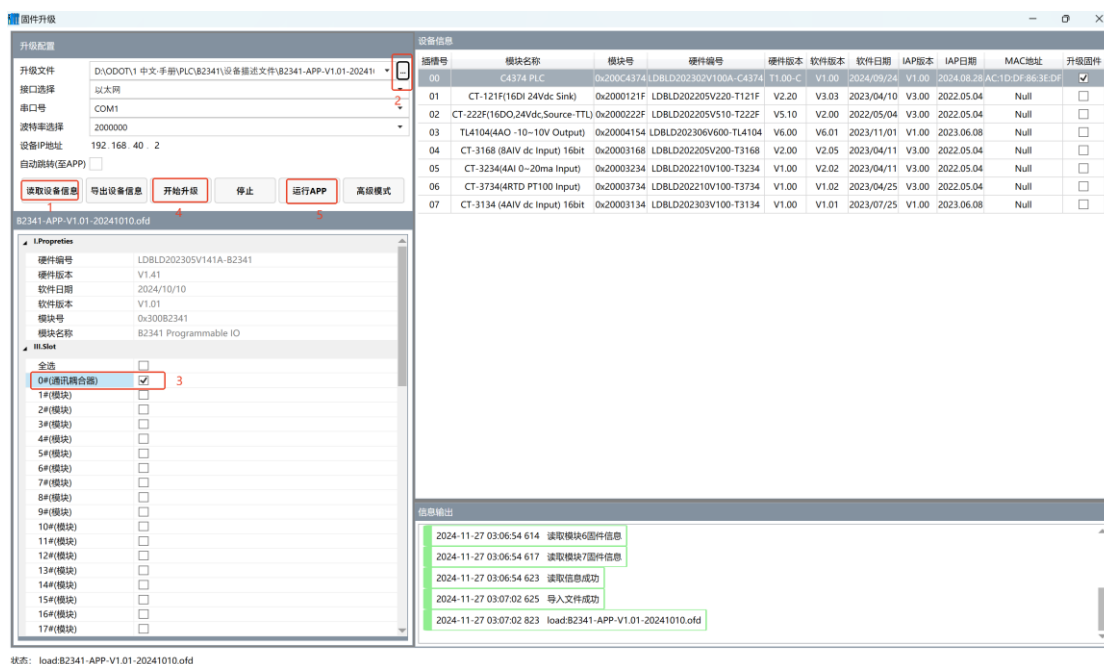 固件升级
升级配置
升级文件 D:\ODOT\1 中文-手册\PLC\B2341\设备描述文件\B2341-APP-V1.01-20241( ...
2
接口选择 以太网
串口号 COM1
波特率选择 2000000
设备IP地址 192.168. 40 . 2
自动跳转(至APP)
读取设备信息 导出设备信息 开始升级 停止 运行APP 高级模式
1 4 5
B2341-APP-V1.01-20241010.ofd
I.Propreties
硬件编号 LDBLD202305V141A-B2341
硬件版本 V1.41
软件日期 2024/10/10
软件版本 V1.01
模块号 0x300B2341
模块名称 B2341 Programmable IO
III.Slot
全选
0#(通讯耦合器) 3
1#(模块)
2#(模块)
3#(模块)
4#(模块)
5#(模块)
6#(模块)
7#(模块)
8#(模块)
9#(模块)
10#(模块)
11#(模块)
12#(模块)
13#(模块)
14#(模块)
15#(模块)
16#(模块)
17#(模块)
设备信息
插槽号 模块名称 模块号 硬件编号 硬件版本 软件版本 软件日期 IAP版本 IAP日期 MAC地址 升级固件
00 C4374 PLC 0x200C4374 LDBLD202302V100A-C4374 T1.00-C V1.00 2024/09/24 V1.00 2024.08.28 AC:1D:DF:86:3E:DF
01 CT-121F(16DI 24Vdc Sink) 0x2000121F LDBLD202205V220-T121F V2.20 V3.03 2023/04/10 V3.00 2022.05.04 Null
02 CT-222F(16DO,24Vdc,Source-TTL) 0x2000222F LDBLD202205V510-T222F V5.10 V2.00 2022/05/04 V3.00 2022.05.04 Null
03 TL4104(4AO -10~10V Output) 0x20004154 LDBLD202306V600-TL4104 V6.00 V6.01 2023/11/01 V1.00 2023.06.08 Null
04 CT-3168 (8AIV dc Input) 16bit 0x20003168 LDBLD202205V200-T3168 V2.00 V2.05 2023/04/11 V3.00 2022.05.04 Null
05 CT-3234(4AI 0~20ma Input) 0x20003234 LDBLD202210V100-T3234 V1.00 V2.02 2023/04/11 V3.00 2022.05.04 Null
06 CT-3734(4RTD PT100 Input) 0x20003734 LDBLD202210V100-T3734 V1.00 V1.02 2023/04/25 V3.00 2022.05.04 Null
07 CT-3134 (4AIV dc Input) 16bit 0x20003134 LDBLD202303V100-T3134 V1.00 V1.01 2023/07/25 V1.00 2023.06.08 Null
信息输出
2024-11-27 03:06:54 614 读取模块6固件信息
2024-11-27 03:06:54 617 读取模块7固件信息
2024-11-27 03:06:54 623 读取信息成功
2024-11-27 03:07:02 625 导入文件成功
2024-11-27 03:07:02 823 load:B2341-APP-V1.01-20241010.ofd
状态: load:B2341-APP-V1.01-20241010.ofd